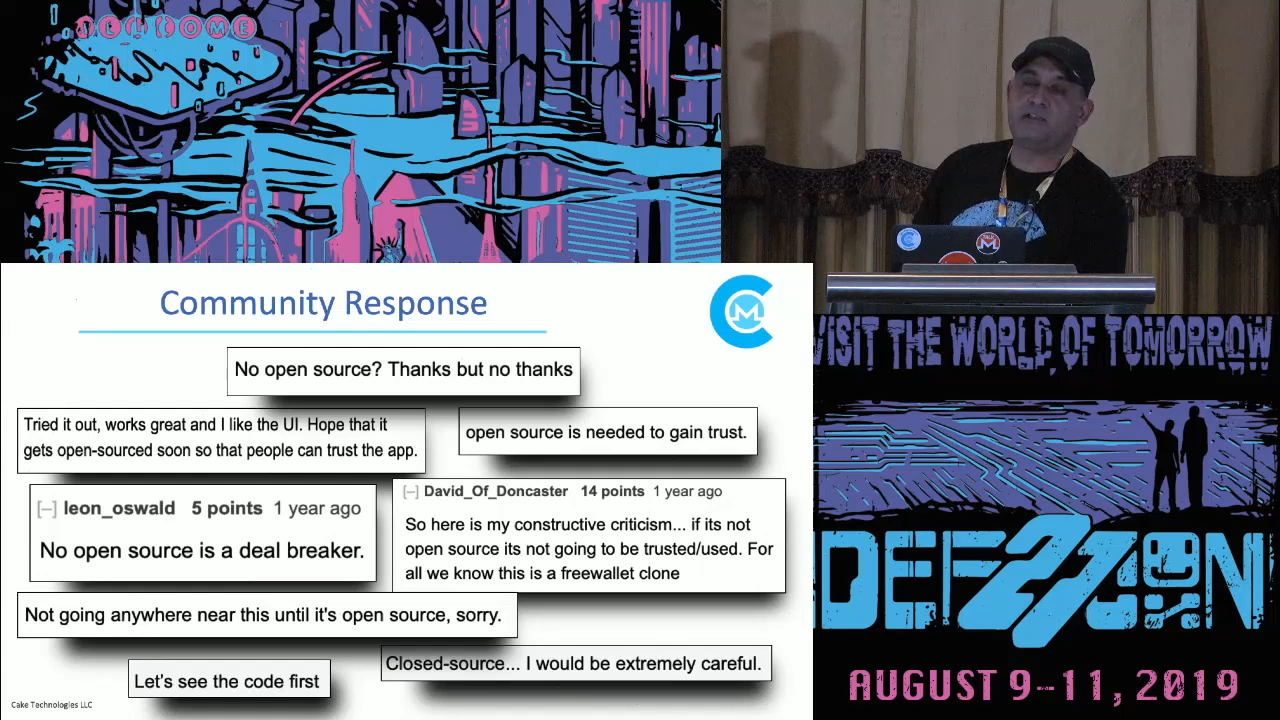 WELCOME
Community Response
No open source? Thanks but no thanks
Tried it out, works great and I like the UI. Hope that it
gets open-sourced soon so that people can trust the app.
open source is needed to gain trust.
[–] leon_oswald 5 points 1 year ago
No open source is a deal breaker.
[–] David_Of_Doncaster 14 points 1 year ago
So here is my constructive criticism... if its not
open source its not going to be trusted/used. For
all we know this is a freewallet clone
Not going anywhere near this until it's open source, sorry.
Closed-source... I would be extremely careful.
Let's see the code first
Cake Technologies LLC
VISIT THE WORLD OF TOMORROW
DEF CON 27
AUGUST 9-11, 2019